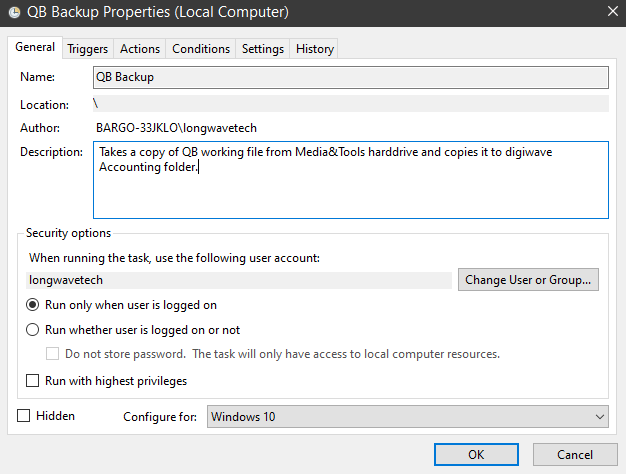 QB Backup Properties (Local Computer)
General Triggers Actions Conditions Settings History
Name: QB Backup
Location: \
Author: BARGO-33JKLO\longwavetech
Description: Takes a copy of QB working file from Media&Tools harddrive and copies it to digiwave
Accounting folder.
Security options
When running the task, use the following user account:
longwavetech Change User or Group...
Run only when user is logged on
Run whether user is logged on or not
Do not store password. The task will only have access to local computer resources.
Run with highest privileges
Hidden Configure for: Windows 10
OK Cancel